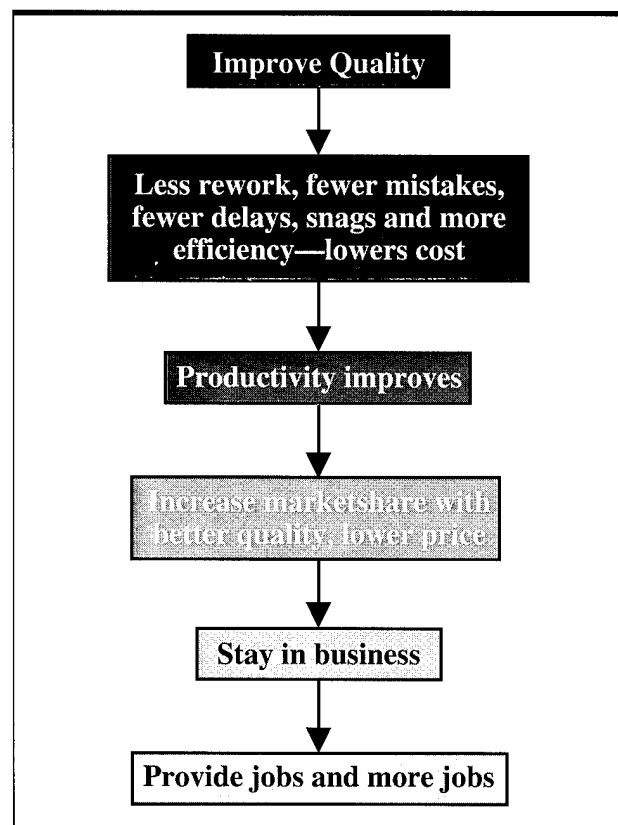 Improve Quality
Less rework, fewer mistakes,
fewer delays, snags and more
efficiency—lowers cost
Productivity improves
Increase marketshare with
better quality, lower price
Stay in business
Provide jobs and more jobs